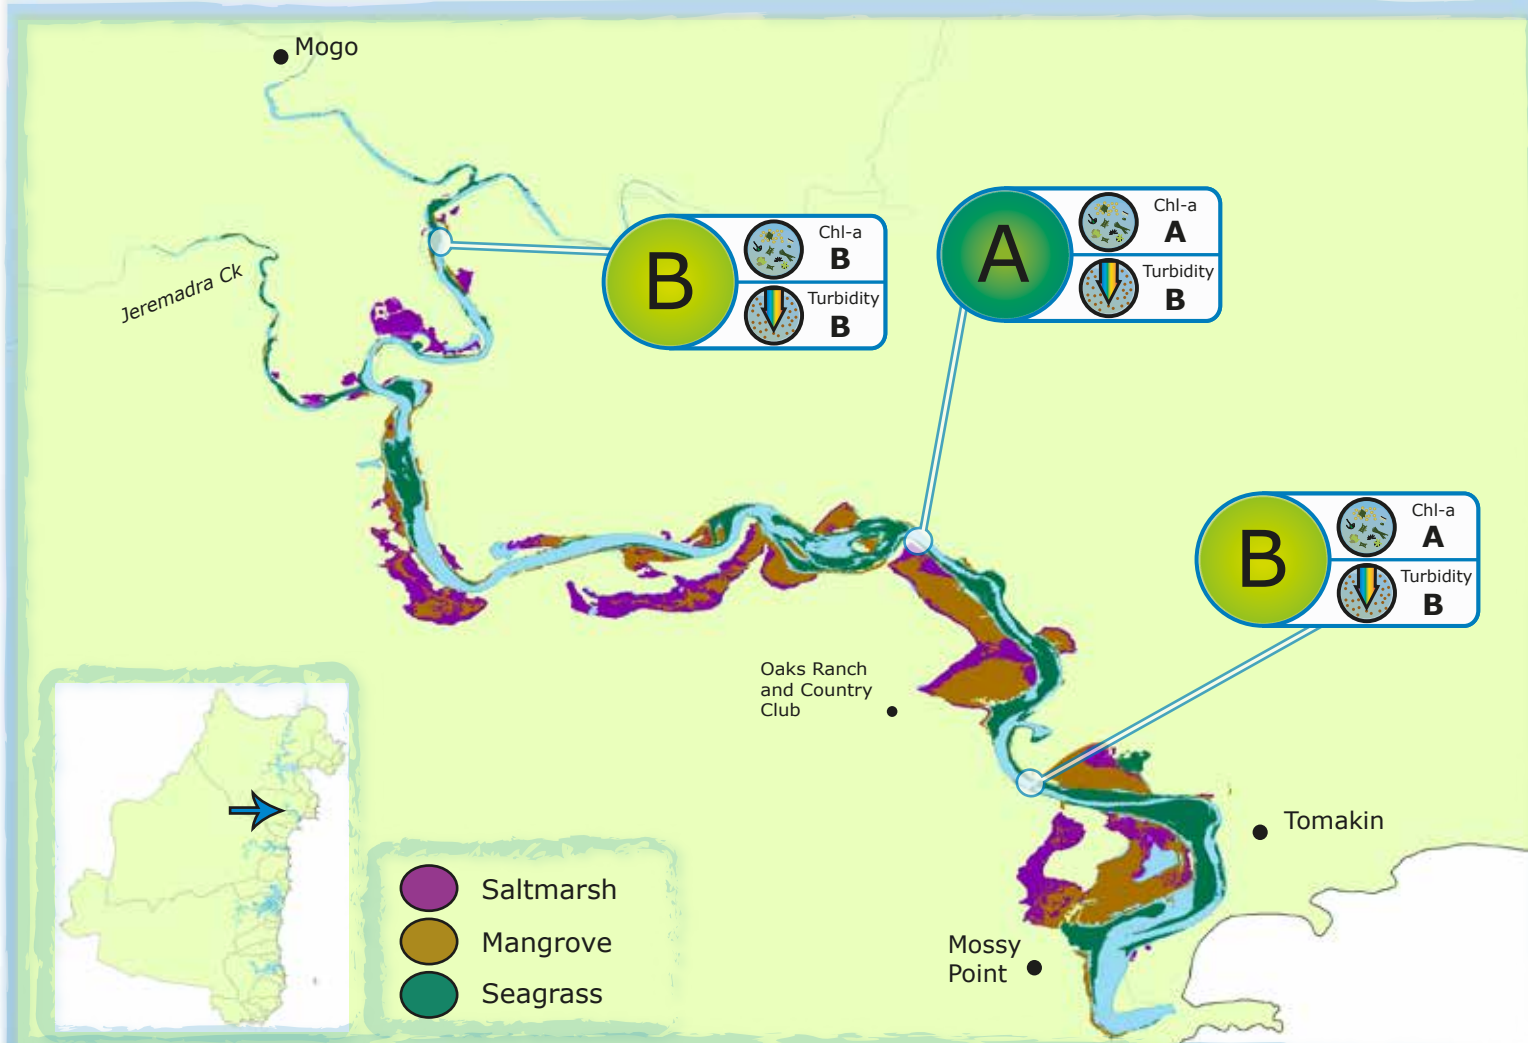 Mogo
Jeremadra Ck
B
Chl-a
B
Turbidity
B
A
Chl-a
A
Turbidity
B
B
Chl-a
A
Turbidity
B
Oaks Ranch
and Country
Club
Tomakin
Mossy
Point
Saltmarsh
Mangrove
Seagrass